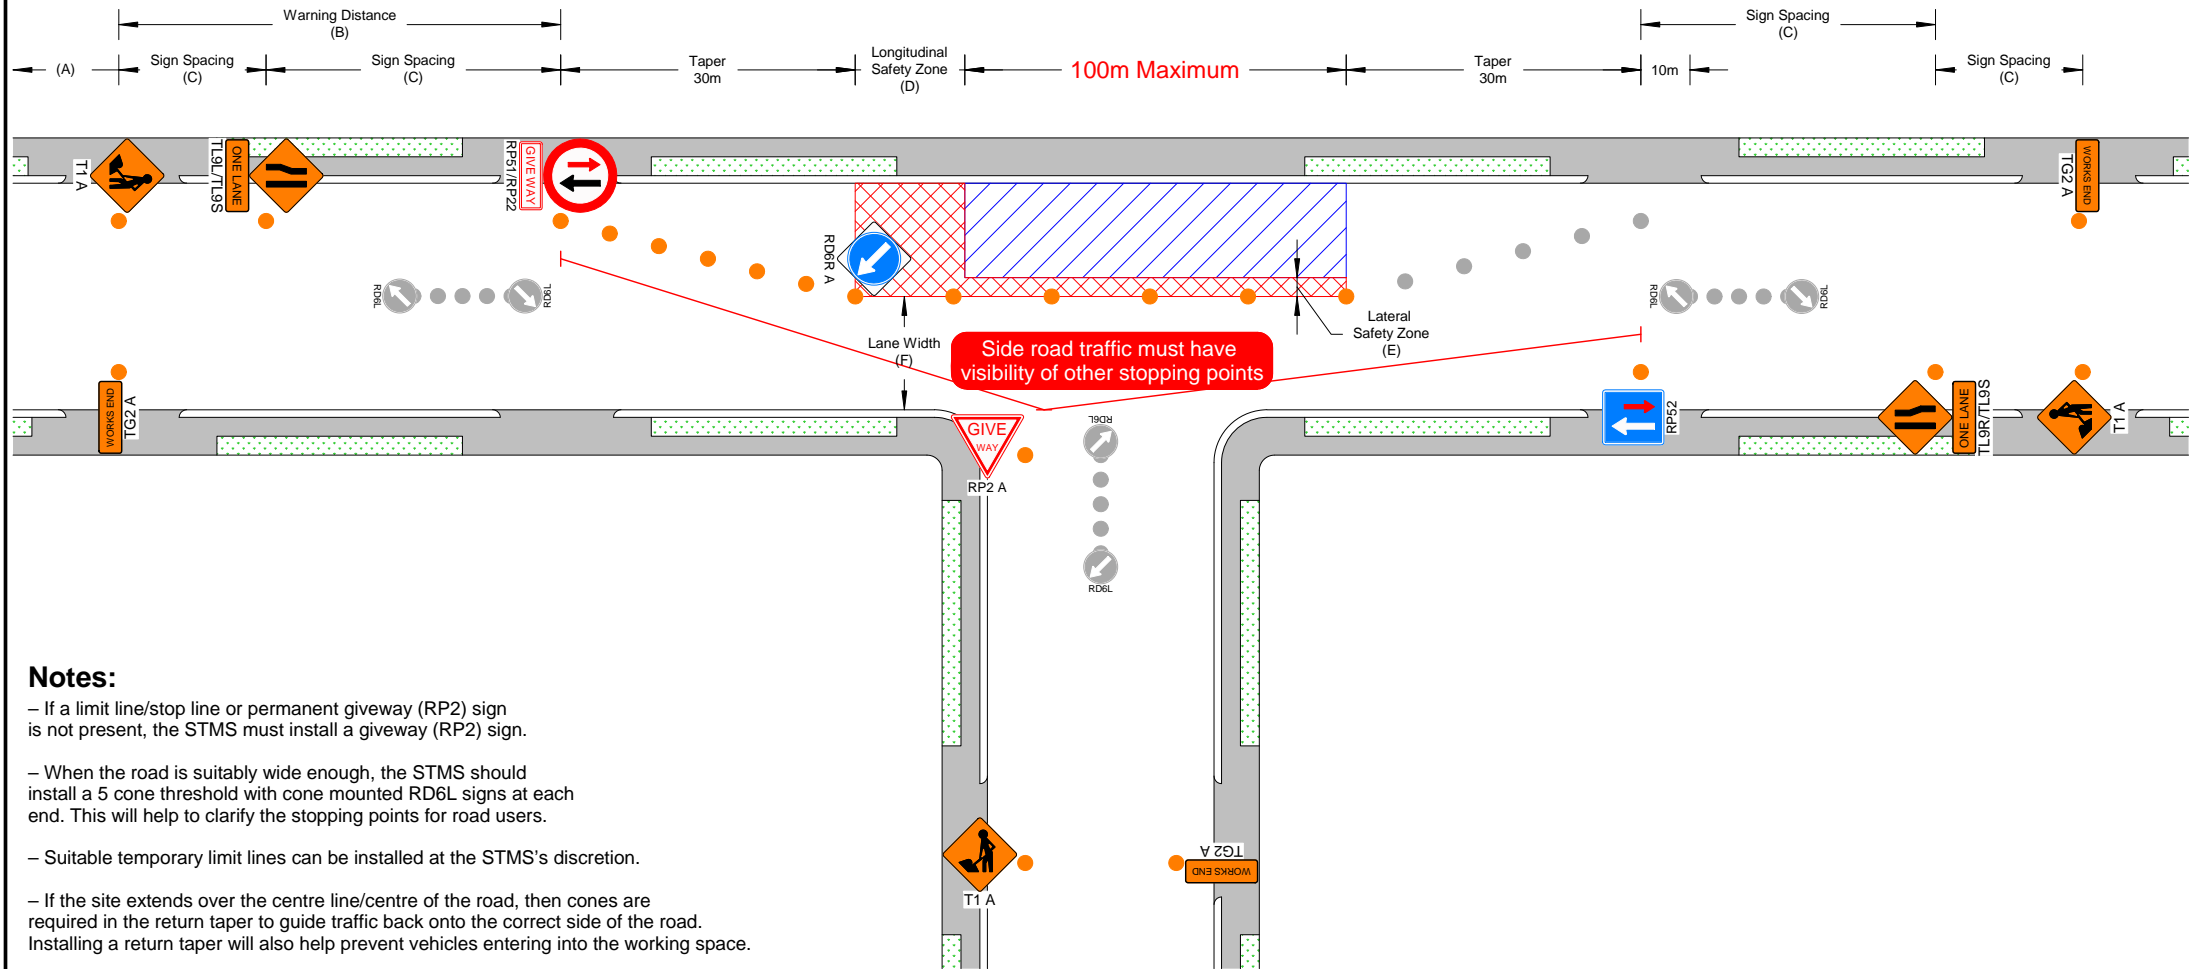 Warning Distance
(B)
Sign Spacing
(C)
(A)
Sign Spacing
(C)
Sign Spacing
(C)
Taper
30m
Longitudinal
Safety Zone
(D)
100m Maximum
Taper
30m
10m
Sign Spacing
(C)
T1 A
TL9L/TL9S
ONE LANE
RP51/RP22
GIVE WAY
WORKS END
TG2 A
RD6R A
RD6L
RD6L
RD6L
RD6L
Lane Width
(F)
Side road traffic must have
visibility of other stopping points
Lateral
Safety Zone
(E)
WORKS END
TG2 A
GIVE
WAY
RP2 A
RD6L
RD6L
RP52
ONE LANE
TL9R/TL9S
T1 A
T1 A
TG2 A
WORKS END
Notes:
– If a limit line/stop line or permanent giveway (RP2) sign
is not present, the STMS must install a giveway (RP2) sign.
– When the road is suitably wide enough, the STMS should
install a 5 cone threshold with cone mounted RD6L signs at each
end. This will help to clarify the stopping points for road users.
– Suitable temporary limit lines can be installed at the STMS's discretion.
– If the site extends over the centre line/centre of the road, then cones are
required in the return taper to guide traffic back onto the correct side of the road.
Installing a return taper will also help prevent vehicles entering into the working space.